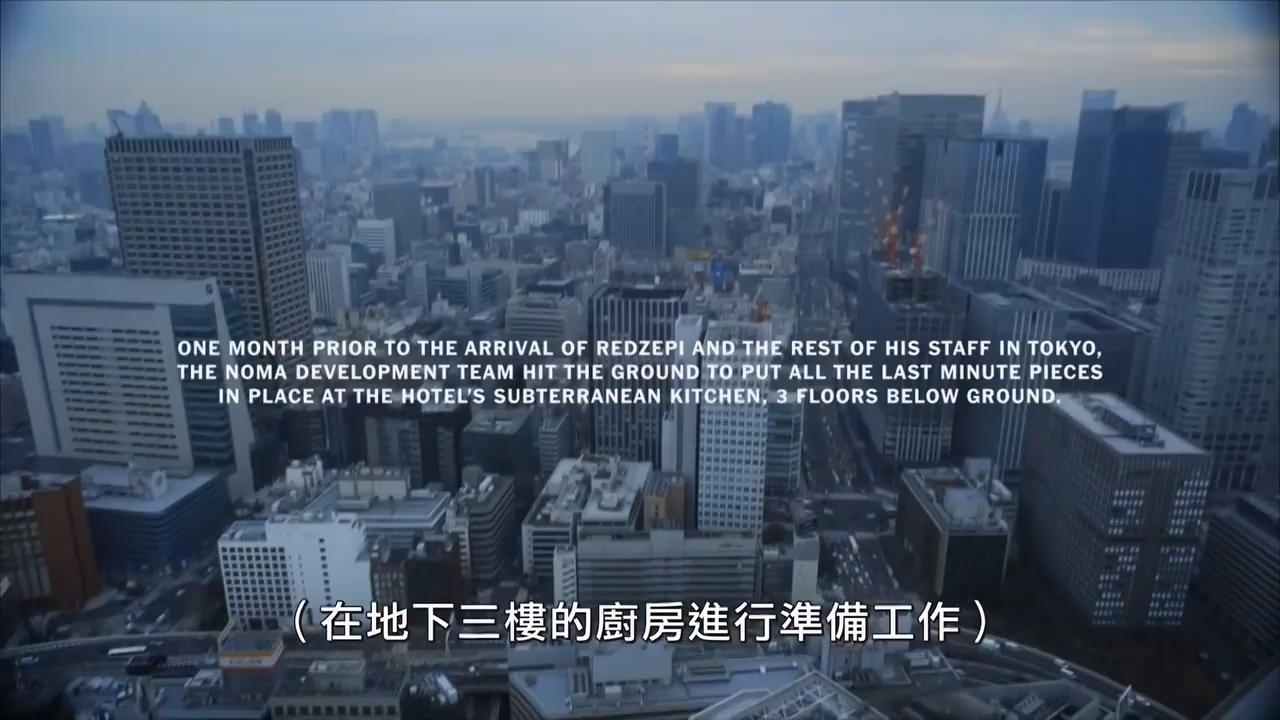 ONE MONTH PRIOR TO THE ARRIVAL OF REDZEPI AND THE REST OF HIS STAFF IN TOKYO,
THE NOMA DEVELOPMENT TEAM HIT THE GROUND TO PUT ALL THE LAST MINUTE PIECES
IN PLACE AT THE HOTEL'S SUBTERRANEAN KITCHEN, 3 FLOORS BELOW GROUND.
（在地下三樓的廚房進行準備工作）